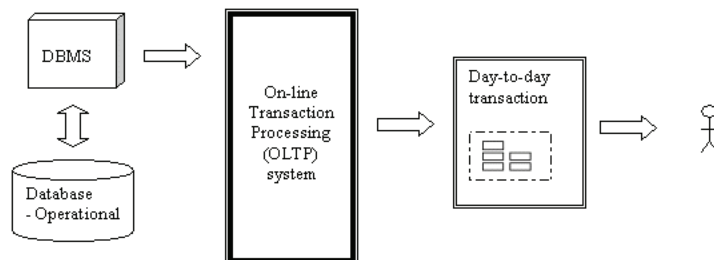 DBMS
Database
- Operational
On-line
Transaction
Processing
(OLTP)
system
Day-to-day
transaction